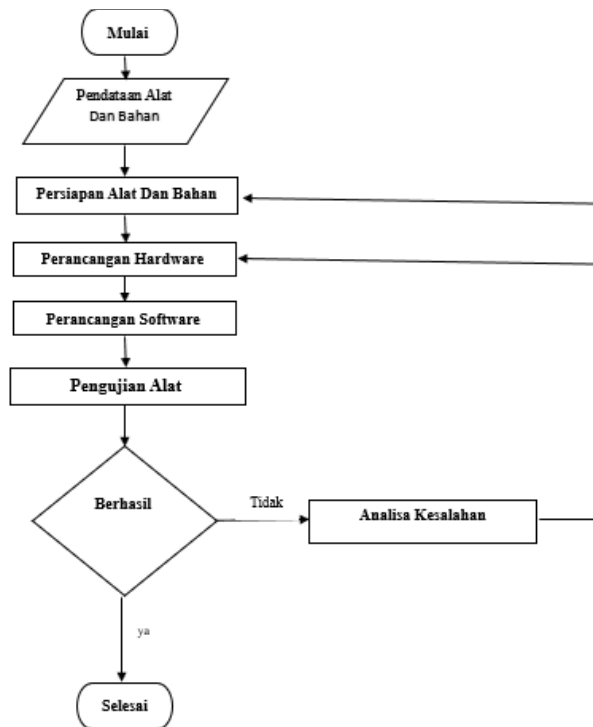 Mulai
Pendataan Alat
Dan Bahan
Persiapan Alat Dan Bahan
Perancangan Hardware
Perancangan Software
Pengujian Alat
Berhasil
Tidak
Analisa Kesalahan
ya
Selesai